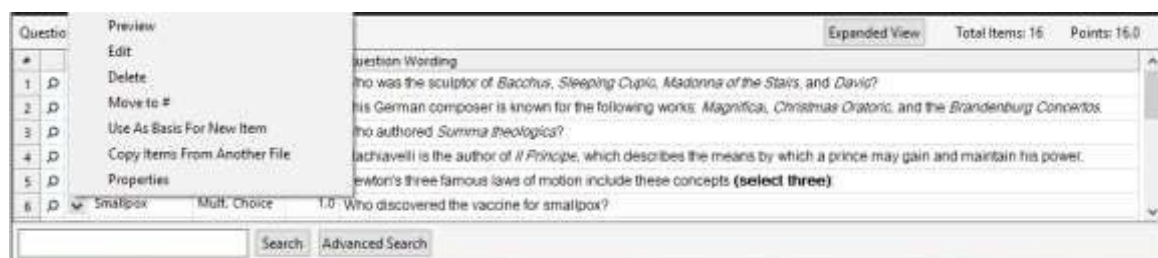 Questio Preview Expanded View Total Items: 16 Points: 16.0
Edit
# uestion Wording
Delete
1 ho was the sculptor of Bacchus, Sleeping Cupic, Madonna of the Stairs, and David?
Move to #
2 his German composer is known for the following works: Magnifical, Christmas Oratoric, and the Brandenburg Concertos.
Use As Basis For New Item
3 ho authored Summa theologica?
Copy Items From Another File
4 achiavelli is the author of Il Principe, which describes the means by which a prince may gain and maintain his power.
Properties
5 ewton's three famous laws of motion include these concepts (select three)
6 Smallpox Mult. Choice 1.0 Who discovered the vaccine for smallpox?
Search Advanced Search